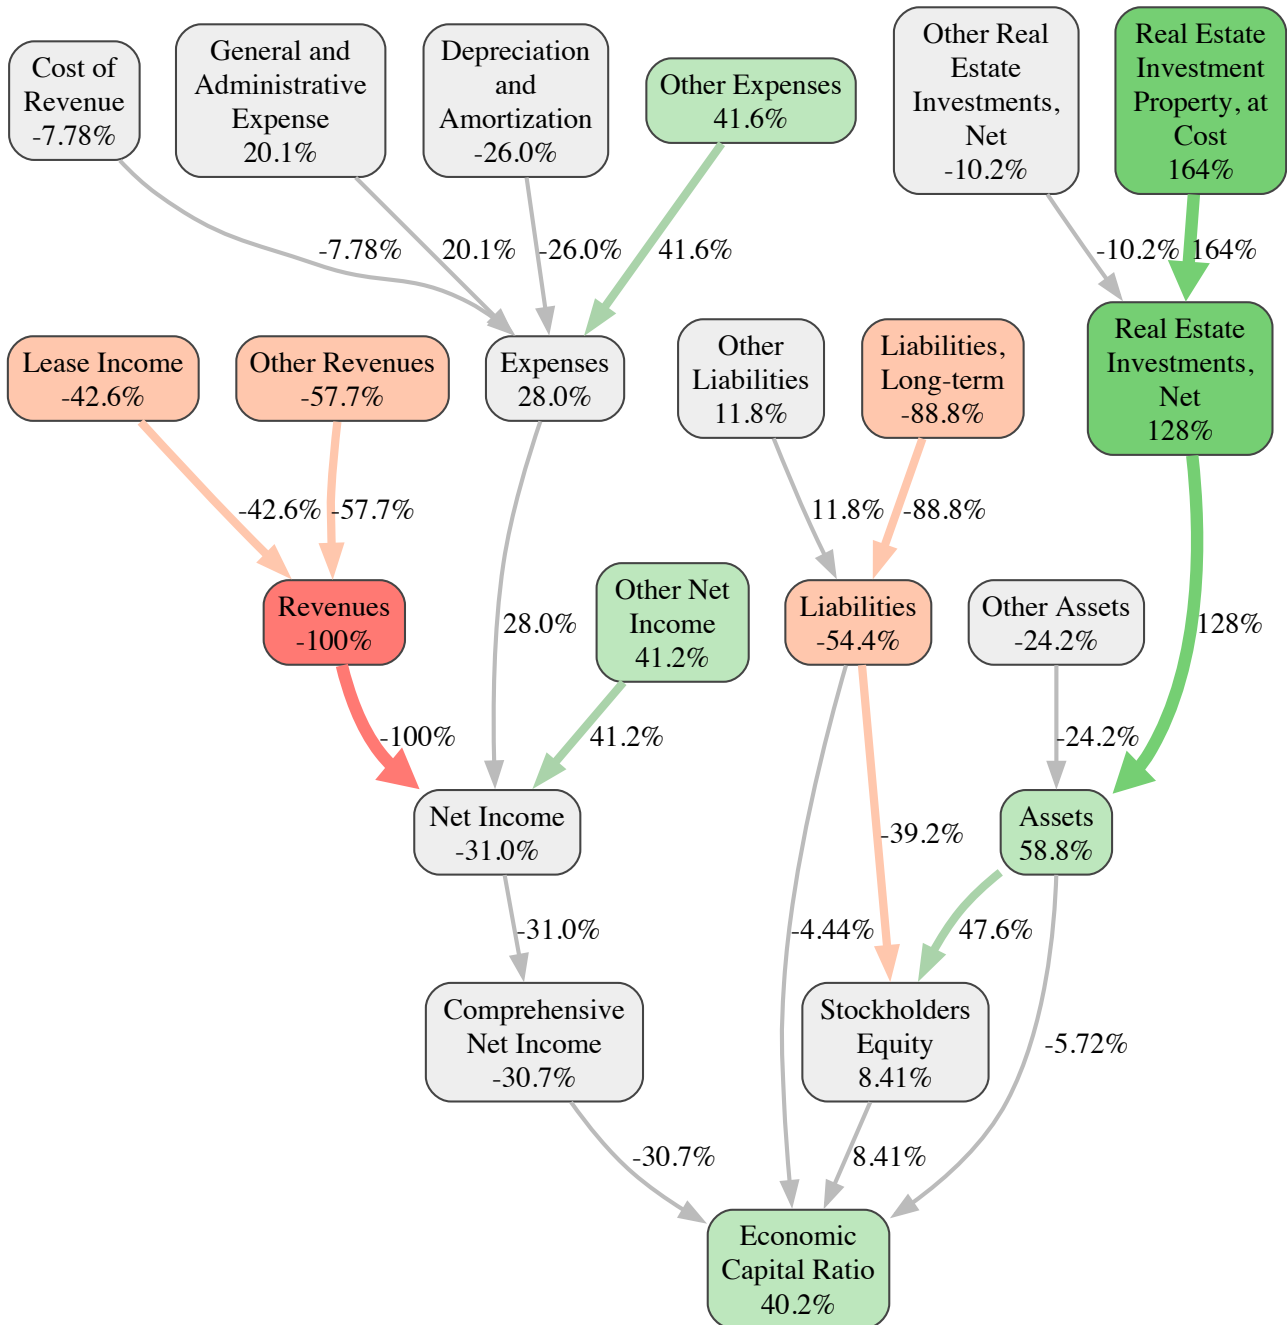 Cost of
Revenue
-7.78%
General and
Administrative
Expense
20.1%
Depreciation
and
Amortization
-26.0%
Other Expenses
41.6%
Other Real
Estate
Investments,
Net
-10.2%
Real Estate
Investment
Property, at
Cost
164%
-7.78%
20.1%
-26.0%
41.6%
-10.2%
164%
Lease Income
-42.6%
Other Revenues
-57.7%
Expenses
28.0%
Other
Liabilities
11.8%
Liabilities,
Long-term
-88.8%
Real Estate
Investments,
Net
128%
-42.6%
-57.7%
11.8%
-88.8%
Revenues
-100%
28.0%
Other Net
Income
41.2%
Liabilities
-54.4%
Other Assets
-24.2%
128%
-100%
41.2%
-24.2%
Net Income
-31.0%
-39.2%
Assets
58.8%
-31.0%
-4.44%
47.6%
Comprehensive
Net Income
-30.7%
Stockholders
Equity
8.41%
-5.72%
-30.7%
8.41%
Economic
Capital Ratio
40.2%